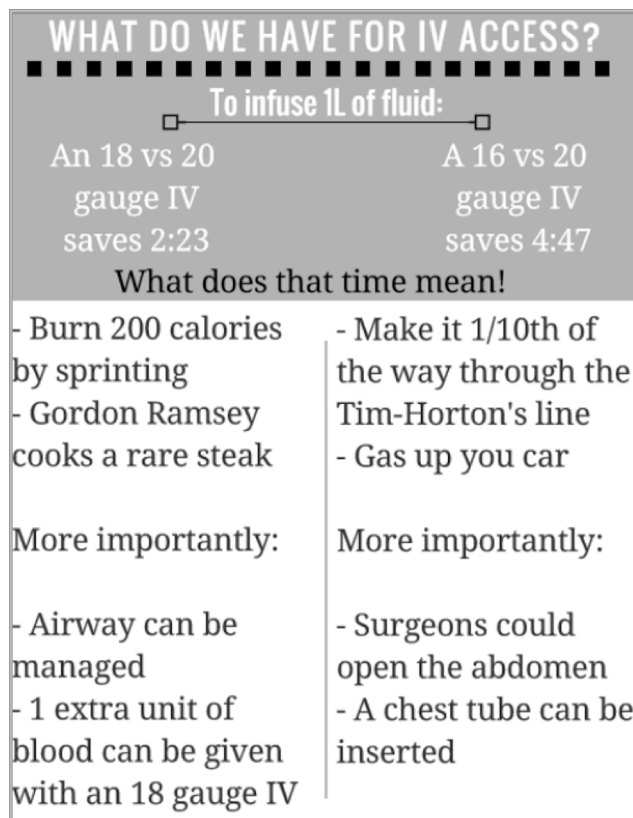 WHAT DO WE HAVE FOR IV ACCESS?
To infuse 1L of fluid:
An 18 vs 20
gauge IV
saves 2:23
A 16 vs 20
gauge IV
saves 4:47
What does that time mean!
- Burn 200 calories
by sprinting
- Gordon Ramsey
cooks a rare steak
More importantly:
- Airway can be
managed
- 1 extra unit of
blood can be given
with an 18 gauge IV
- Make it 1/10th of
the way through the
Tim-Horton's line
- Gas up you car
More importantly:
- Surgeons could
open the abdomen
- A chest tube can be
inserted